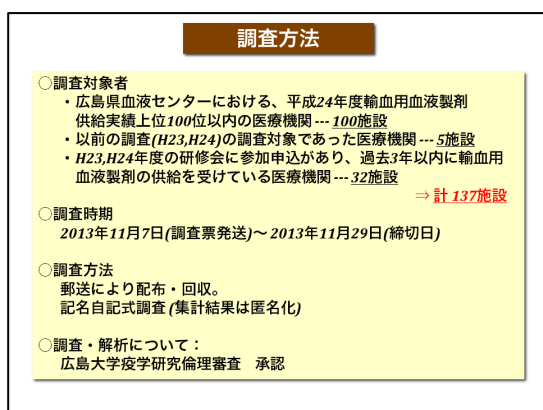 調査方法
○調査対象者
・広島県血液センターにおける、平成24年度輸血用血液製剤
供給実績上位100位以内の医療機関 --- 100施設
・以前の調査(H23,H24)の調査対象であった医療機関 --- 5施設
・H23,H24年度の研修会に参加申込があり、過去3年以内に輸血用
血液製剤の供給を受けている医療機関 --- 32施設
⇒ 計 137施設
○調査時期
2013年11月7日(調査票発送)～ 2013年11月29日(締切日)
○調査方法
郵送により配布・回収。
記名自記式調査 (集計結果は匿名化)
○調査・解析について：
広島大学疫学研究倫理審査　承認